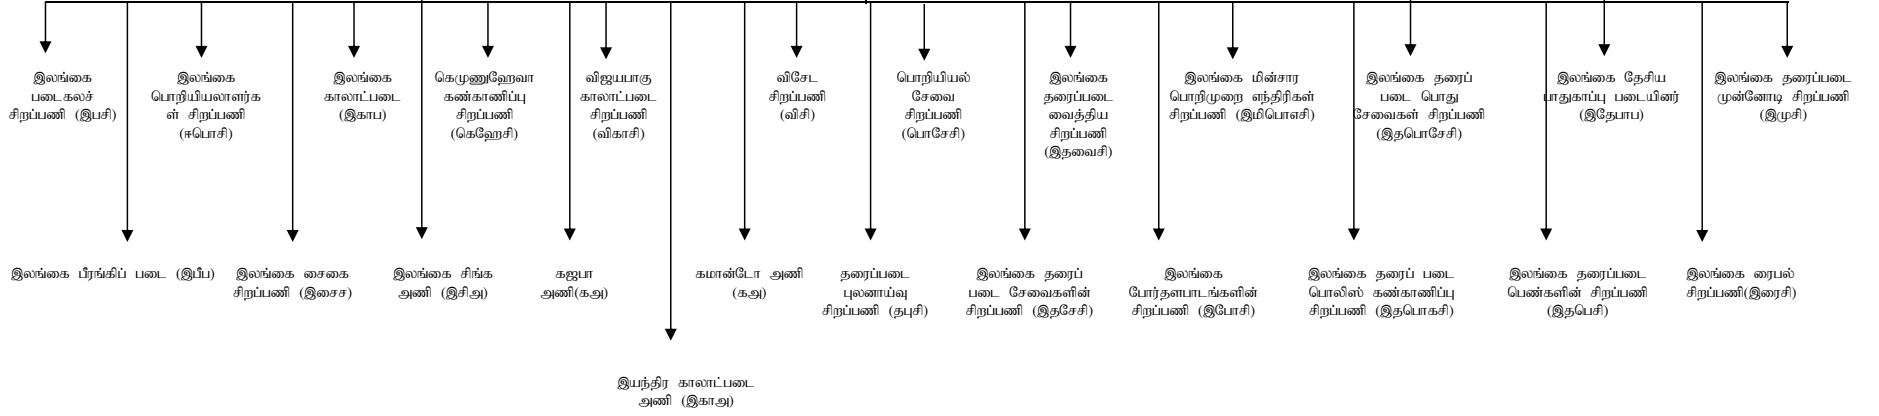 இலங்கை
படைகலச்
சிறப்பணி (இபசி)
இலங்கை
பொறியியலாளர்க
ள் சிறப்பணி
(ஈபொசி)
இலங்கை
காலாட்படை
(இகாப)
கெமுணுஹேவா
கண்காணிப்பு
சிறப்பணி
(கெஹேசி)
விஜயபாகு
காலாட்படை
சிறப்பணி
(விகாசி)
விசேட
சிறப்பணி
(விசி)
பொறியியல்
சேவை
சிறப்பணி
(பொசேசி)
இலங்கை
தரைப்படை
வைத்திய
சிறப்பணி
(இதவைசி)
இலங்கை மின்சார
பொறிமுறை எந்திரிகள்
சிறப்பணி (இமிபொஎசி)
இலங்கை தரைப்
படை பொது
சேவைகள் சிறப்பணி
(இதபொசேசி)
இலங்கை தேசிய
பாதுகாப்பு படையினர்
(இதேபாப)
இலங்கை தரைப்படை
முன்னோடி சிறப்பணி
(இமுசி)
இலங்கை பீரங்கிப் படை (இபீப)
இலங்கை சைகை
சிறப்பணி (இசைச)
இலங்கை சிங்க
அணி (இசிஅ)
கஜபா
அணி(கஅ)
கமான்டோ அணி
(கஅ)
தரைப்படை
புலனாய்வு
சிறப்பணி (தபுசி)
இலங்கை தரைப்
படை சேவைகளின்
சிறப்பணி (இதசேசி)
இலங்கை
போர்தளபாடங்களின்
சிறப்பணி (இபோசி)
இலங்கை தரைப் படை
பொலிஸ் கண்காணிப்பு
சிறப்பணி (இதபொகசி)
இலங்கை தரைப்படை
பெண்களின் சிறப்பணி
(இதபெசி)
இலங்கை ரைபல்
சிறப்பணி(இரைசி)
இயந்திர காலாட்படை
அணி (இகாஅ)